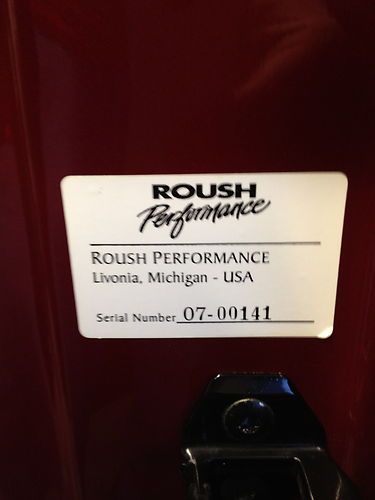 ROUSH
Performance
ROUSH PERFORMANCE
Livonia, Michigan - USA
Serial Number 07-00141